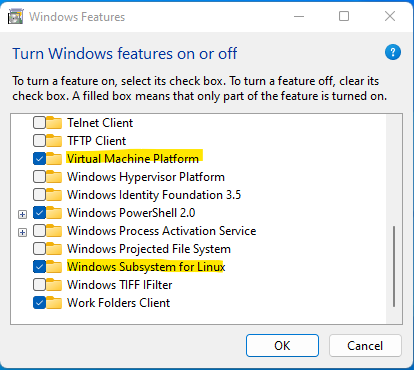 Windows Features
Turn Windows features on or off
To turn a feature on, select its check box. To turn a feature off, clear its
check box. A filled box means that only part of the feature is turned on.
Telnet Client
TFTP Client
Virtual Machine Platform
Windows Hypervisor Platform
Windows Identity Foundation 3.5
Windows PowerShell 2.0
Windows Process Activation Service
Windows Projected File System
Windows Subsystem for Linux
Windows TIFF IFilter
Work Folders Client
OK
Cancel